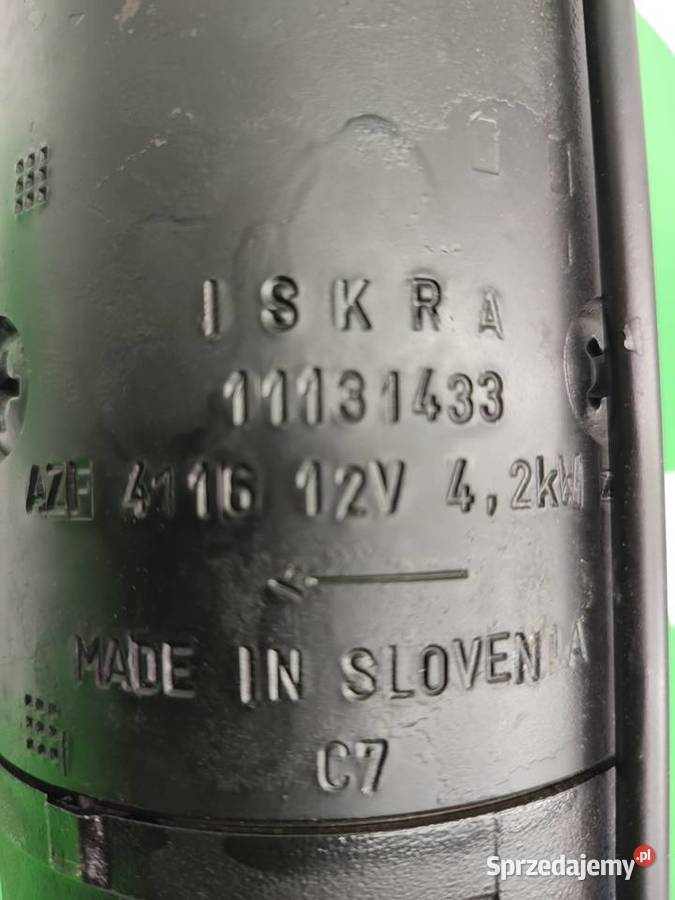 ISKRA
11131433
AZF 4116 12V 4,2kW
MADE IN SLOVENIA
C7
Sprzedajemy.pl